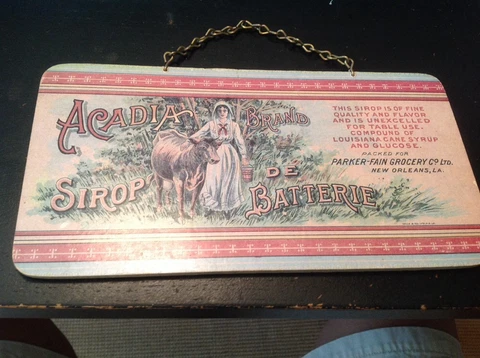 ACADIA BRAND
SIROP DE BATTERIE
THIS SIROP IS OF FINE
QUALITY AND FLAVOR
AND IS UNEXCELLED
FOR TABLE USE.
COMPOUND OF
LOUISIANA CANE SYRUP
AND GLUCOSE.
PACKED FOR
PARKER-FAIN GROCERY CO LTD.
NEW ORLEANS, LA.